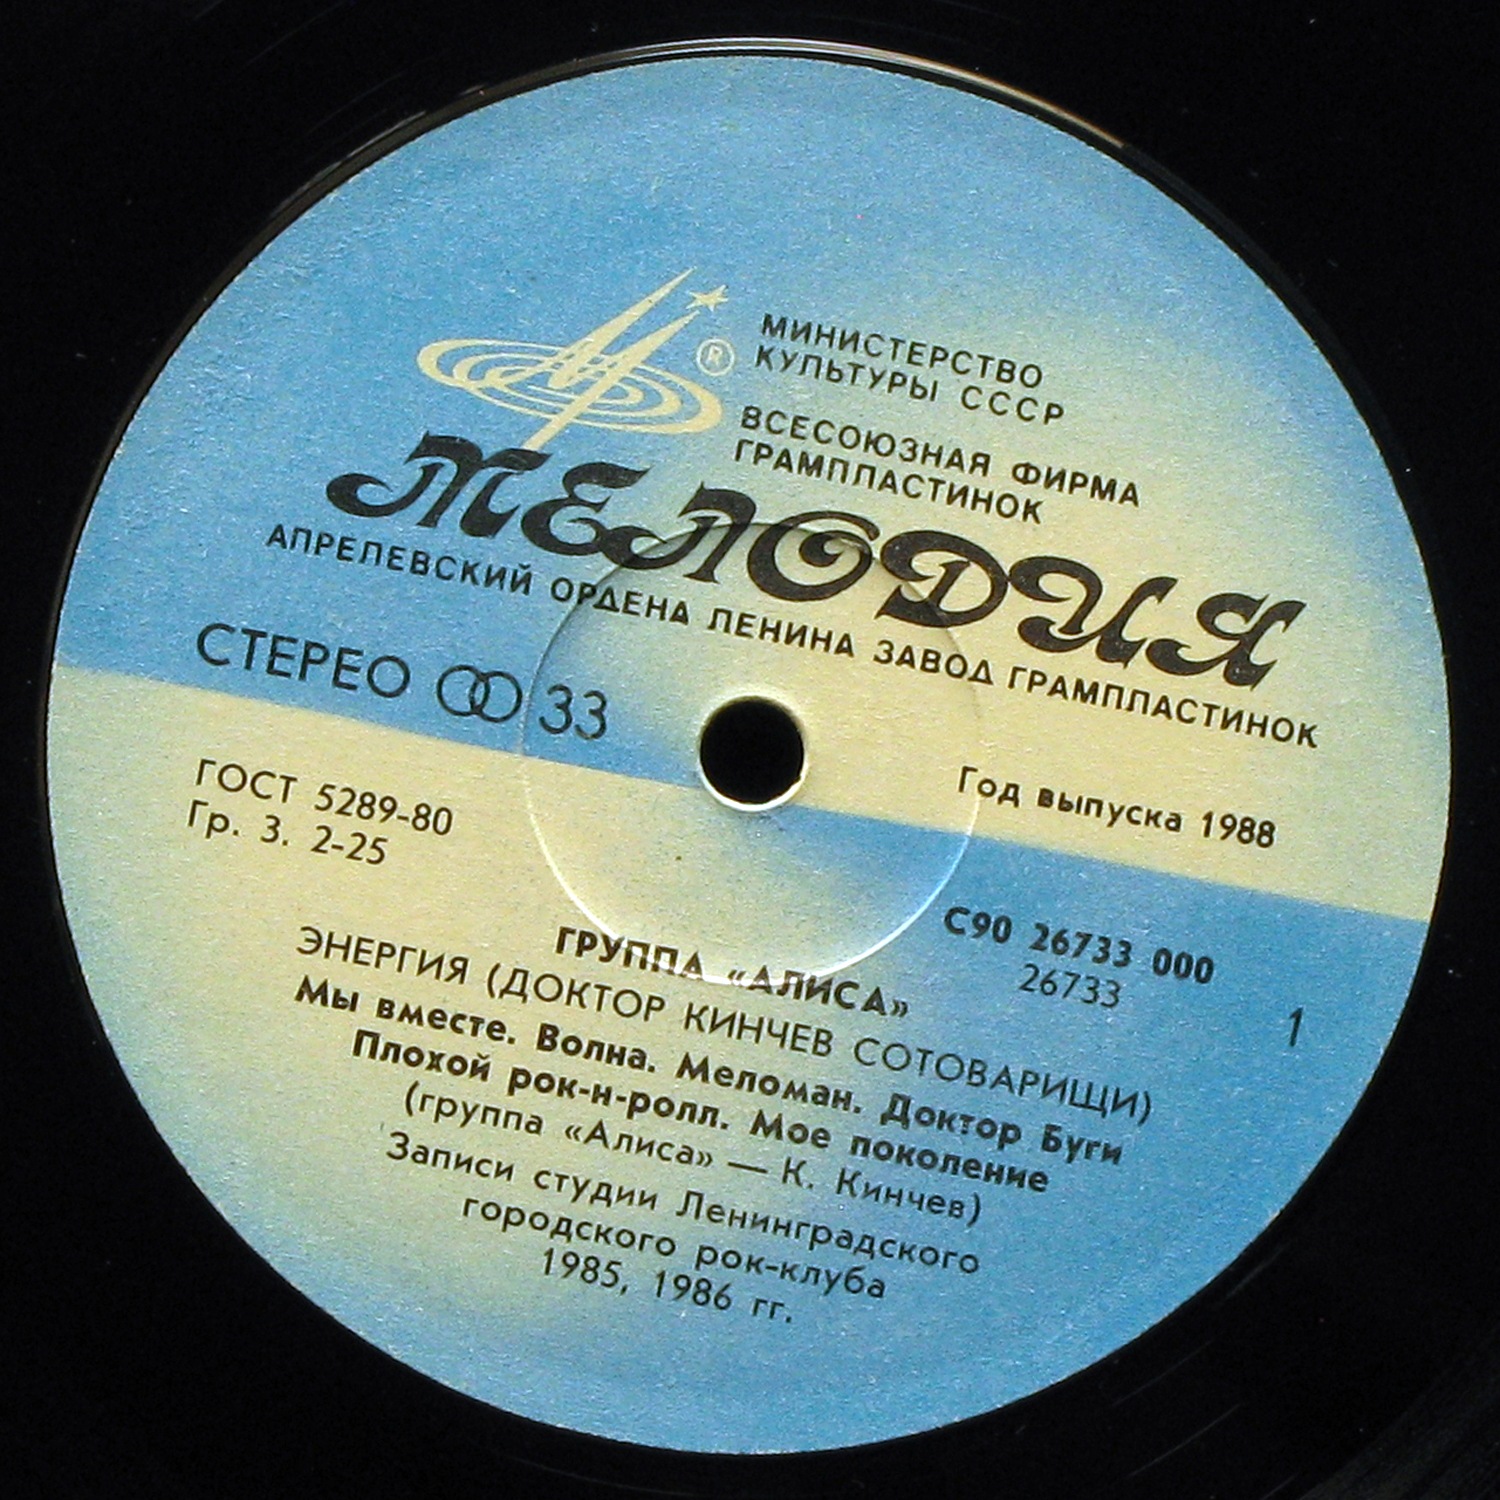 ®
МИНИСТЕРСТВО
КУЛЬТУРЫ СССР
ВСЕСОЮЗНАЯ ФИРМА
ГРАМПЛАСТИНОК
МЕЛОДИЯ
АПРЕЛЕВСКИЙ ОРДЕНА ЛЕНИНА ЗАВОД ГРАМПЛАСТИНОК
СТЕРЕО 33
ГОСТ 5289-80
Гр. 3. 2-25
Год выпуска 1988
С90 26733 000
26733
1
ГРУППА «АЛИСА»
ЭНЕРГИЯ (ДОКТОР КИНЧЕВ СОТОВАРИЩИ)
Мы вместе. Волна. Меломан. Доктор Буги
Плохой рок-н-ролл. Мое поколение
(группа «Алиса» — К. Кинчев)
Записи студии Ленинградского
городского рок-клуба
1985, 1986 гг.